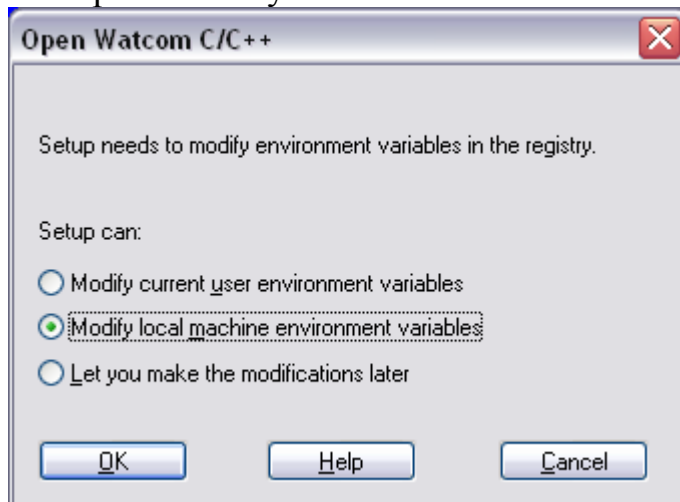 Open Watcom C/C++
Setup needs to modify environment variables in the registry.
Setup can:
Modify current user environment variables
Modify local machine environment variables
Let you make the modifications later
OK Help Cancel